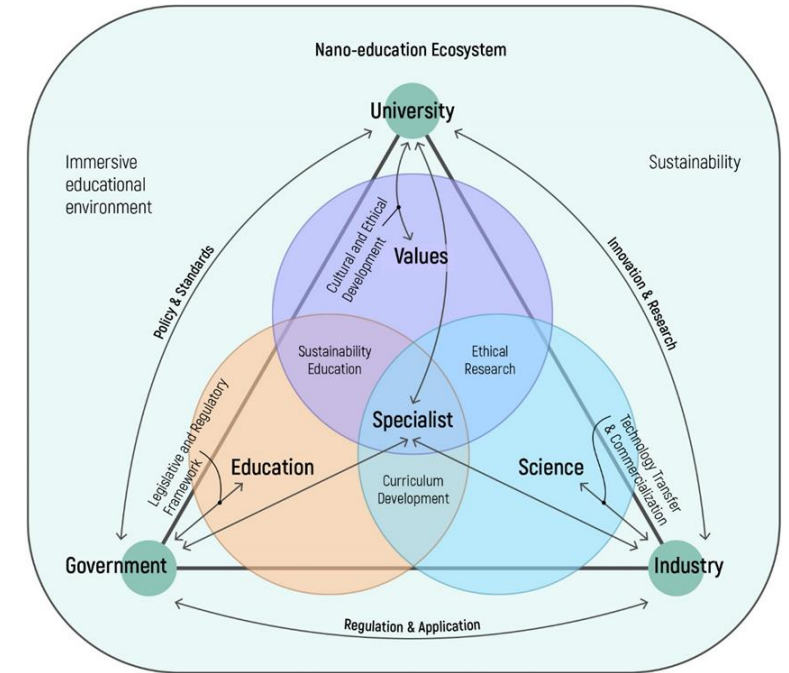 Nano-education Ecosystem
University
Immersive
educational
environment
Sustainability
Policy & Standards
Innovation & Research
Cultural and Ethical
Development
Values
Sustainability
Education
Ethical
Research
Specialist
Legislative and Regulatory
Framework
Education
Science
Technology Transfer
& Commercialization
Curriculum
Development
Government
Industry
Regulation & Application